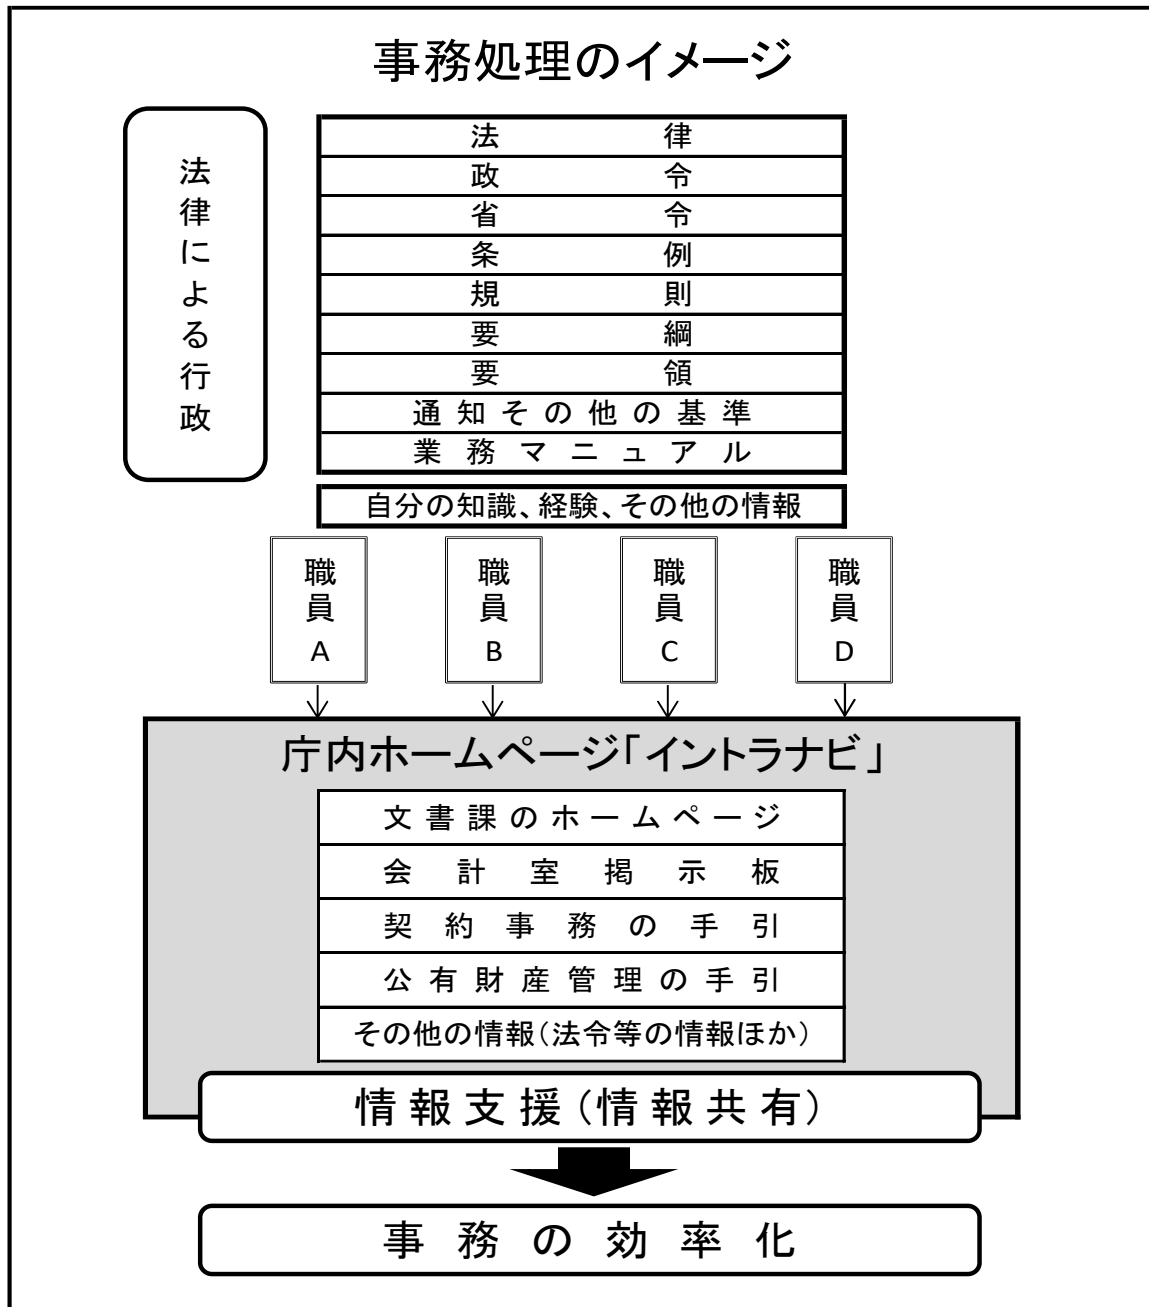 事務処理のイメージ
法律による行政
法律
政令
省令
条例
規則
要綱
要領
通知その他の基準
業務マニュアル
自分の知識、経験、その他の情報
職員A
職員B
職員C
職員D
庁内ホームページ「イントラナビ」
文書課のホームページ
会計室掲示板
契約事務の手引
公有財産管理の手引
その他の情報（法令等の情報ほか）
情報支援（情報共有）
事務の効率化